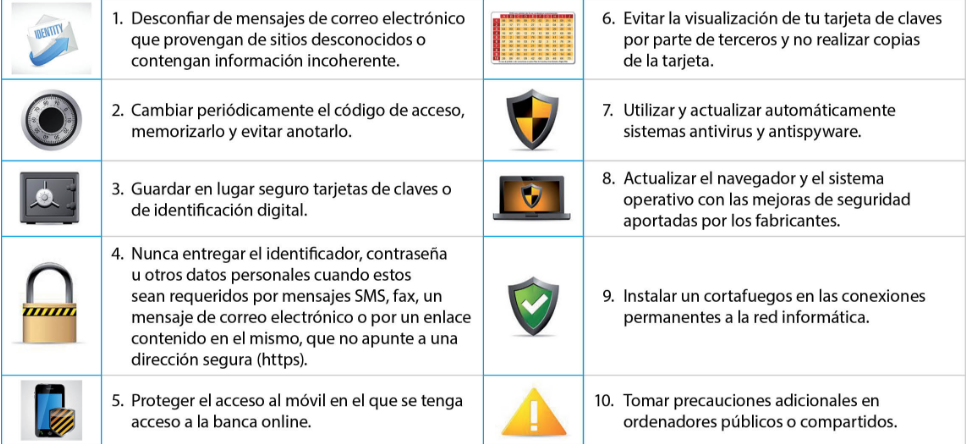 IDENTITY
1. Desconfiar de mensajes de correo electrónico
que provengan de sitios desconocidos o
contengan información incoherente.
2. Cambiar periódicamente el código de acceso,
memorizarlo y evitar anotarlo.
3. Guardar en lugar seguro tarjetas de claves o
de identificación digital.
4. Nunca entregar el identificador, contraseña
u otros datos personales cuando estos
sean requeridos por mensajes SMS, fax, un
mensaje de correo electrónico o por un enlace
contenido en el mismo, que no apunte a una
dirección segura (https).
5. Proteger el acceso al móvil en el que se tenga
acceso a la banca online.
6. Evitar la visualización de tu tarjeta de claves
por parte de terceros y no realizar copias
de la tarjeta.
7. Utilizar y actualizar automáticamente
sistemas antivirus y antispyware.
8. Actualizar el navegador y el sistema
operativo con las mejoras de seguridad
aportadas por los fabricantes.
9. Instalar un cortafuegos en las conexiones
permanentes a la red informática.
10. Tomar precauciones adicionales en
ordenadores públicos o compartidos.